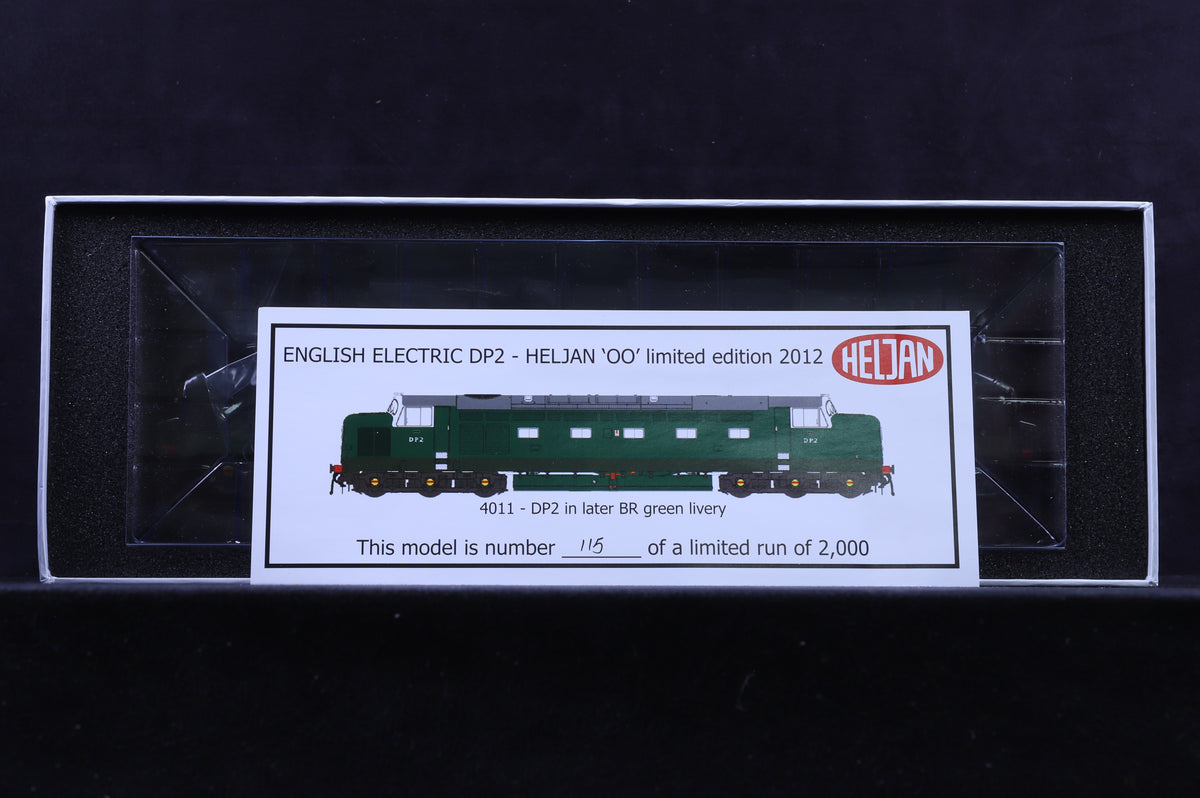 ENGLISH ELECTRIC DP2 - HELJAN ‘OO’ limited edition 2012
HELJAN
DP2
DP2
4011 - DP2 in later BR green livery
This model is number 115 of a limited run of 2,000